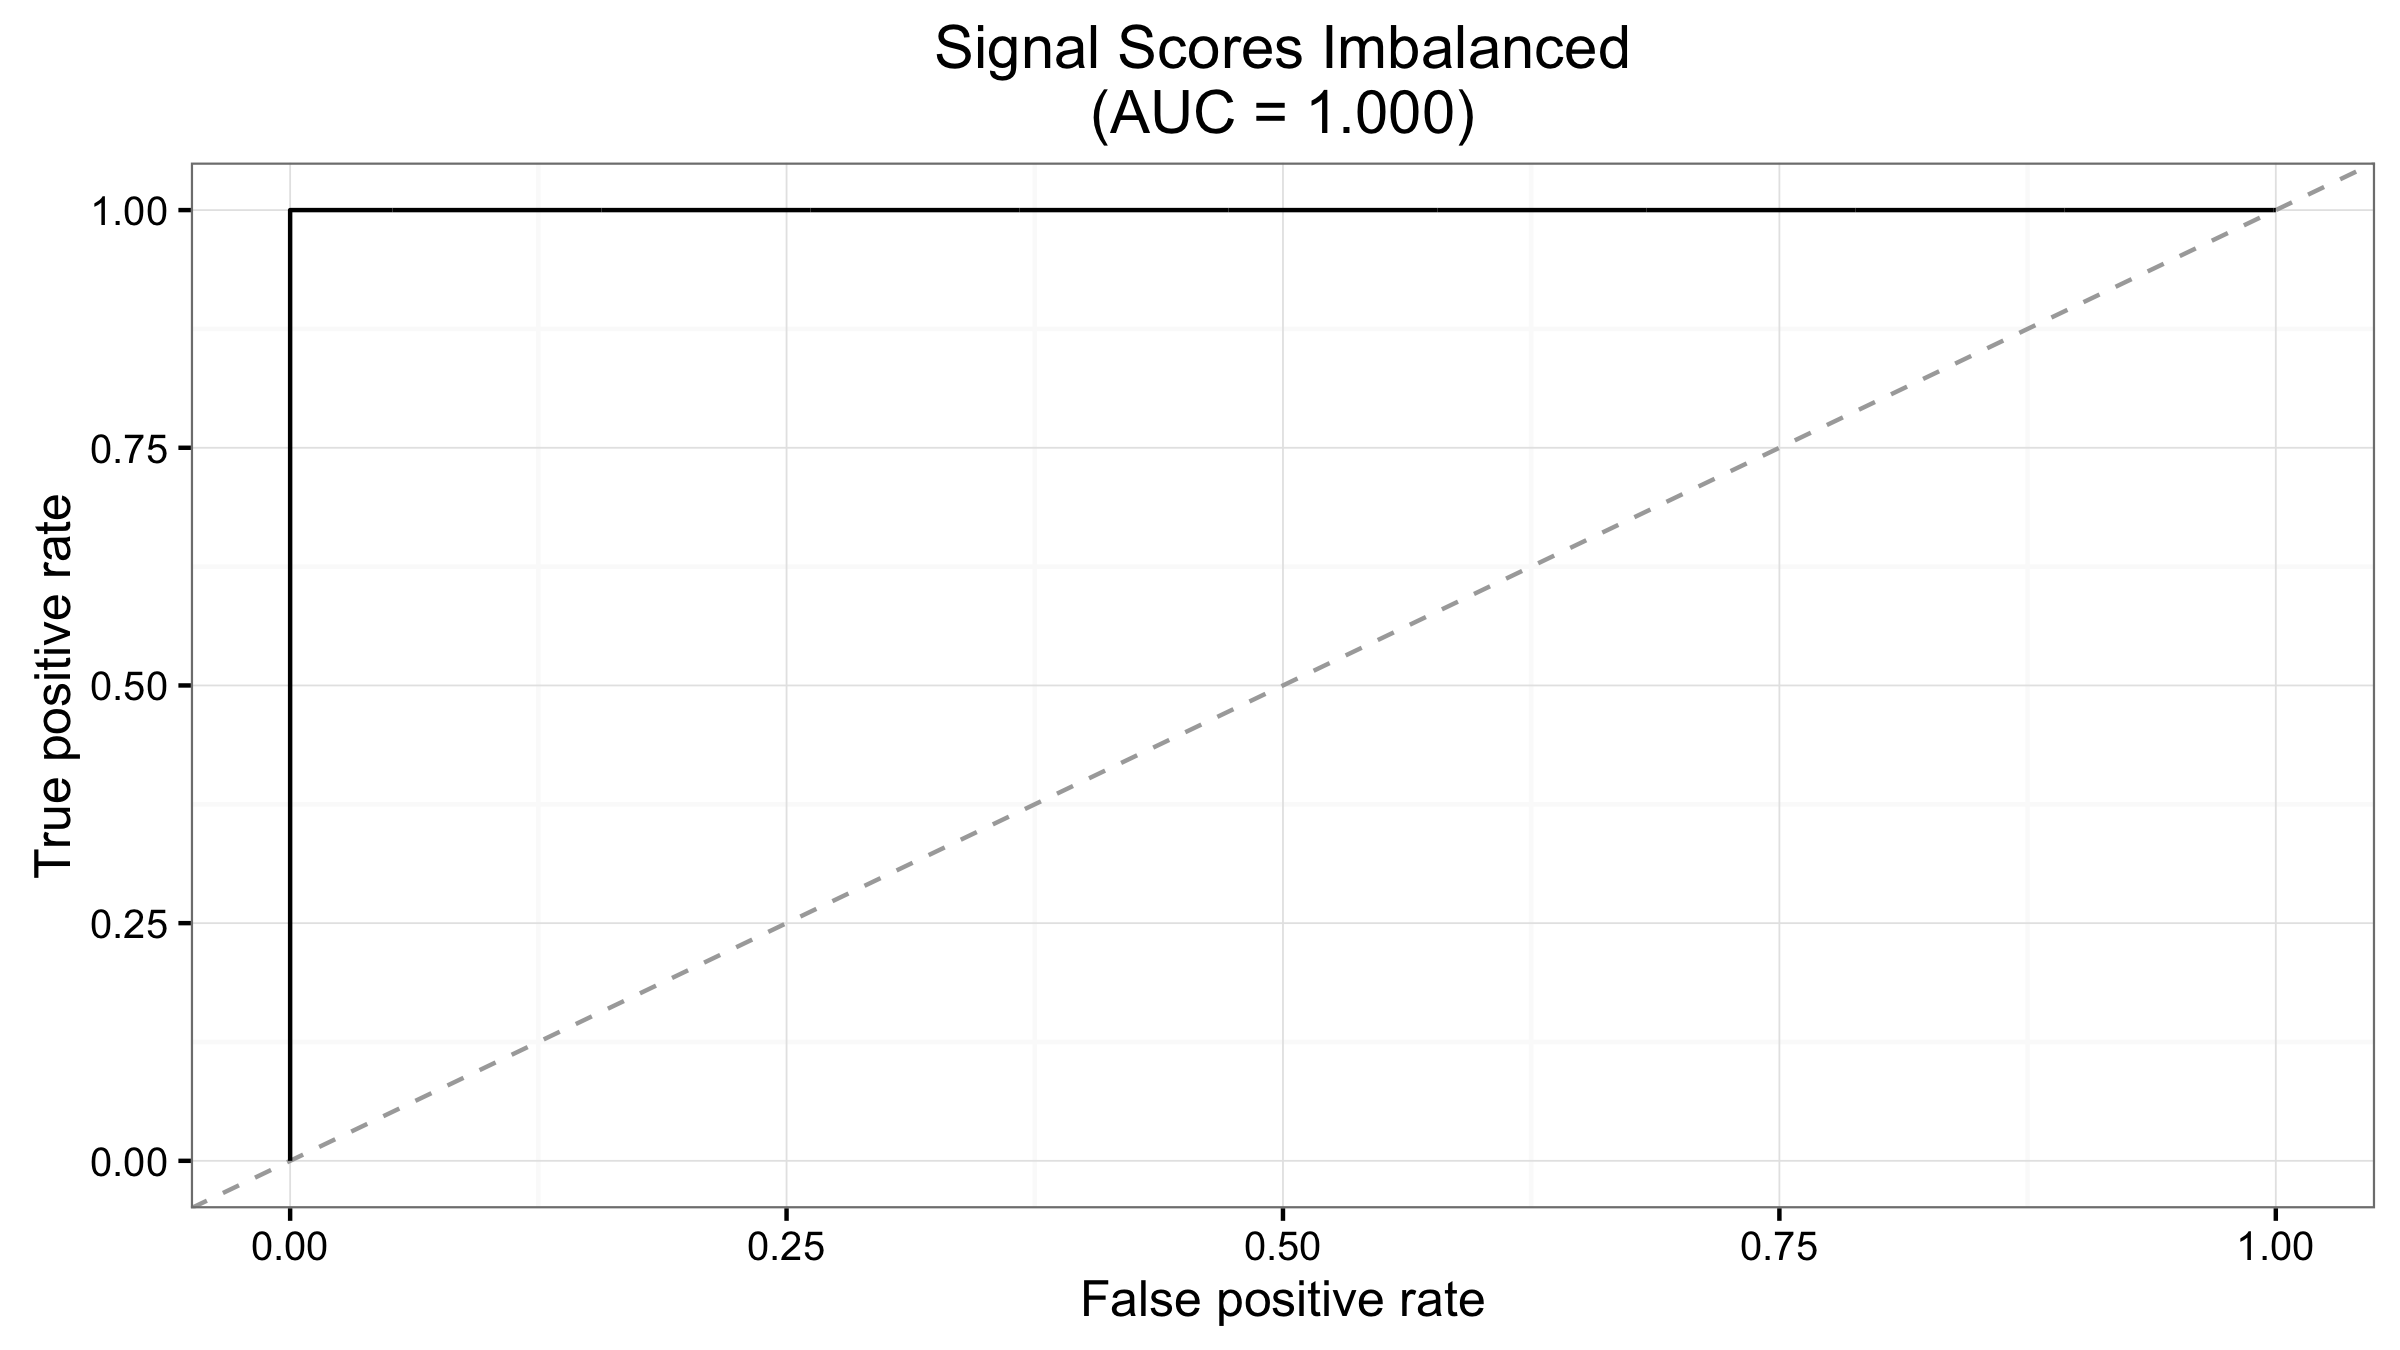 Signal Scores Imbalanced
(AUC = 1.000)
True positive rate
1.00
0.75
0.50
0.25
0.00
0.00 0.25 0.50 0.75 1.00
False positive rate